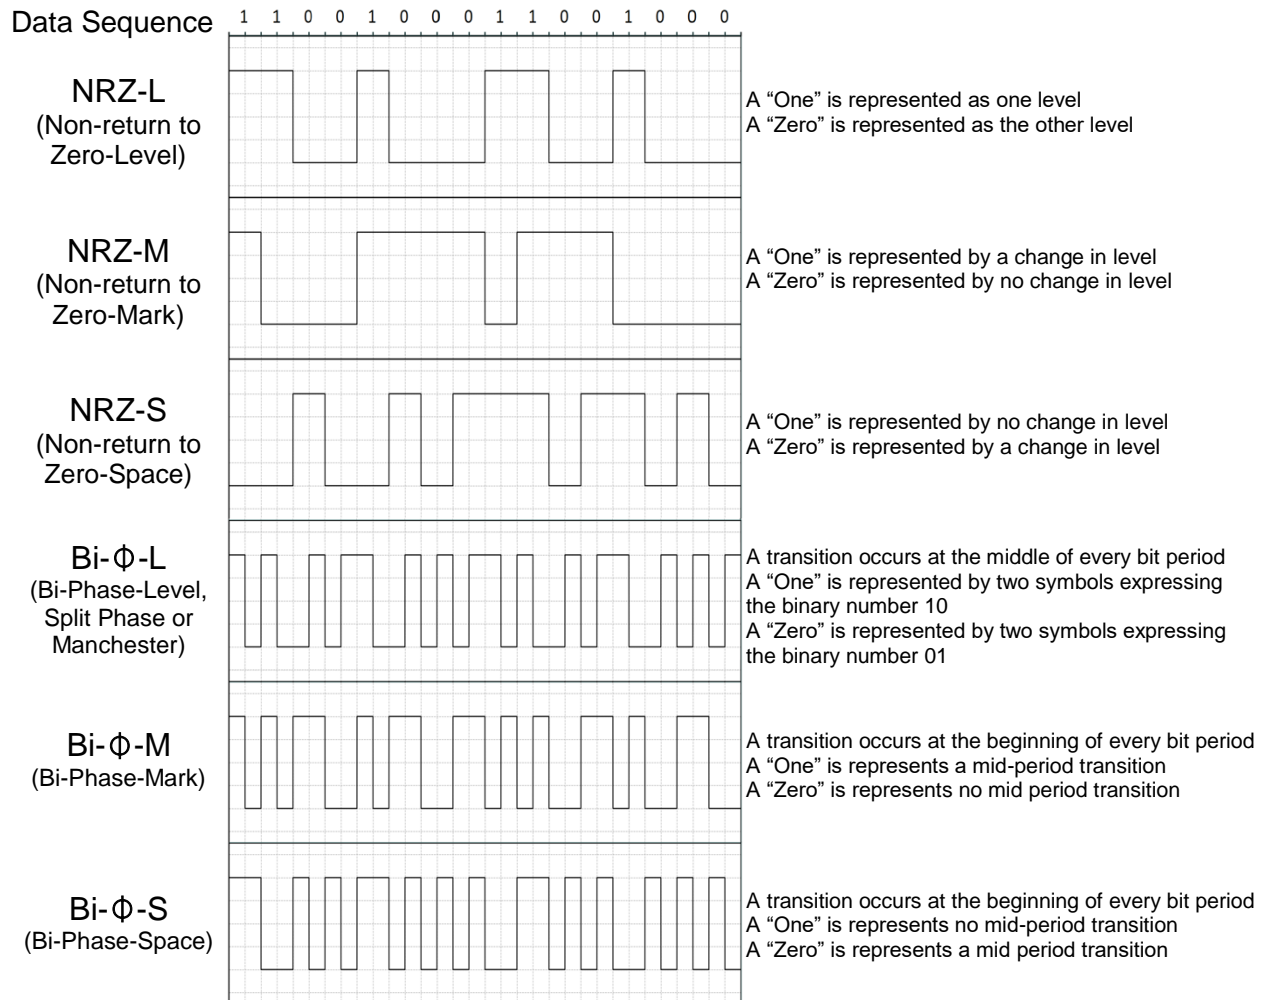 Data Sequence 1 1 0 0 1 0 0 0 1 1 0 0 1 0 0 0
NRZ-L
(Non-return to
Zero-Level)
A “One” is represented as one level
A “Zero” is represented as the other level
NRZ-M
(Non-return to
Zero-Mark)
A “One” is represented by a change in level
A “Zero” is represented by no change in level
NRZ-S
(Non-return to
Zero-Space)
A “One” is represented by no change in level
A “Zero” is represented by a change in level
Bi-Φ-L
(Bi-Phase-Level,
Split Phase or
Manchester)
A transition occurs at the middle of every bit period
A “One” is represented by two symbols expressing
the binary number 10
A “Zero” is represented by two symbols expressing
the binary number 01
Bi-Φ-M
(Bi-Phase-Mark)
A transition occurs at the beginning of every bit period
A “One” is represents a mid-period transition
A “Zero” is represents no mid period transition
Bi-Φ-S
(Bi-Phase-Space)
A transition occurs at the beginning of every bit period
A “One” is represents no mid-period transition
A “Zero” is represents a mid period transition